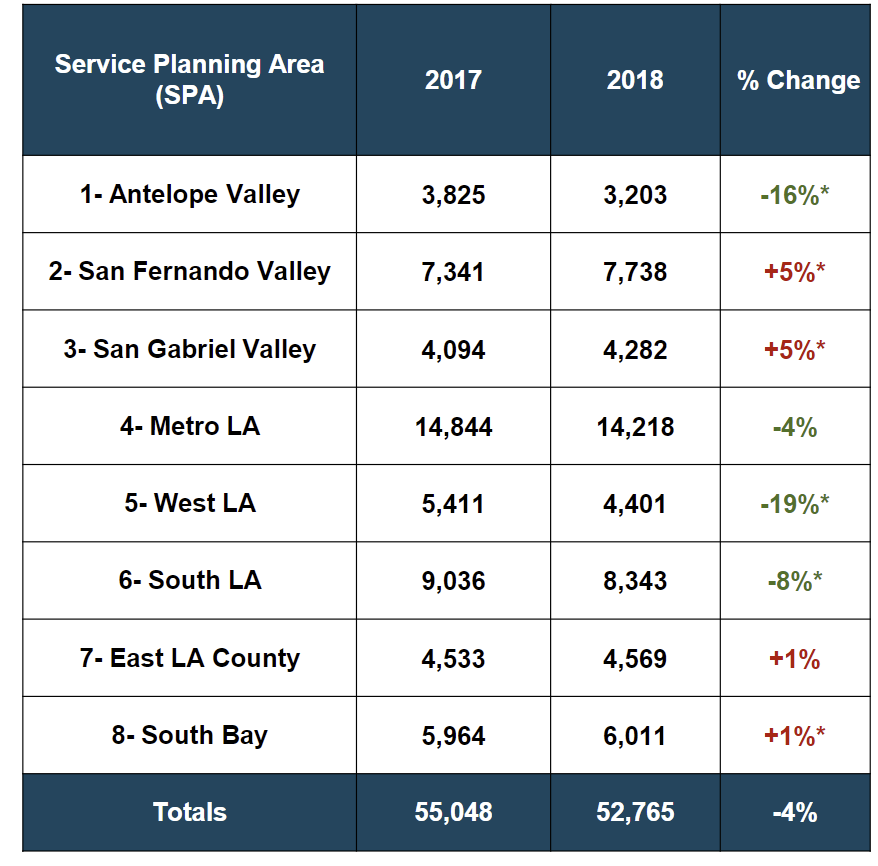 Service Planning Area
(SPA)
2017
2018
% Change
1- Antelope Valley
3,825
3,203
-16%*
2- San Fernando Valley
7,341
7,738
+5%*
3- San Gabriel Valley
4,094
4,282
+5%*
4- Metro LA
14,844
14,218
-4%
5- West LA
5,411
4,401
-19%*
6- South LA
9,036
8,343
-8%*
7- East LA County
4,533
4,569
+1%
8- South Bay
5,964
6,011
+1%*
Totals
55,048
52,765
-4%